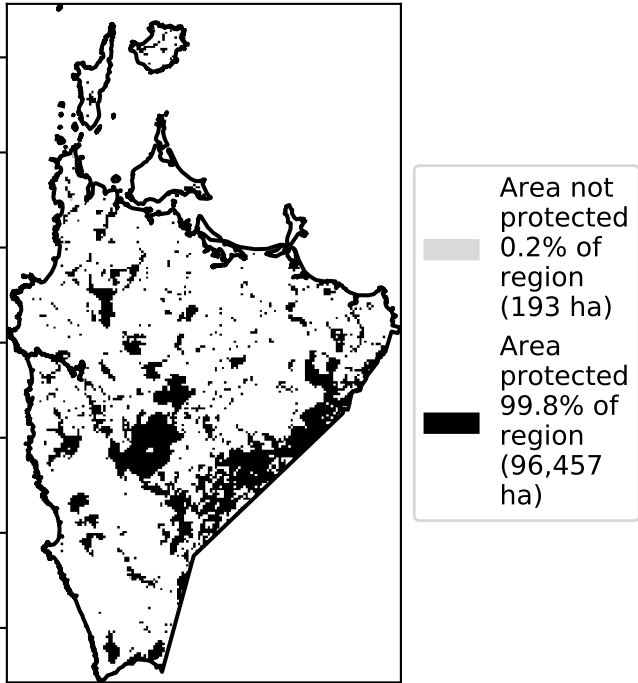 Area not
protected
0.2% of
region
(193 ha)
Area
protected
99.8% of
region
(96,457
ha)